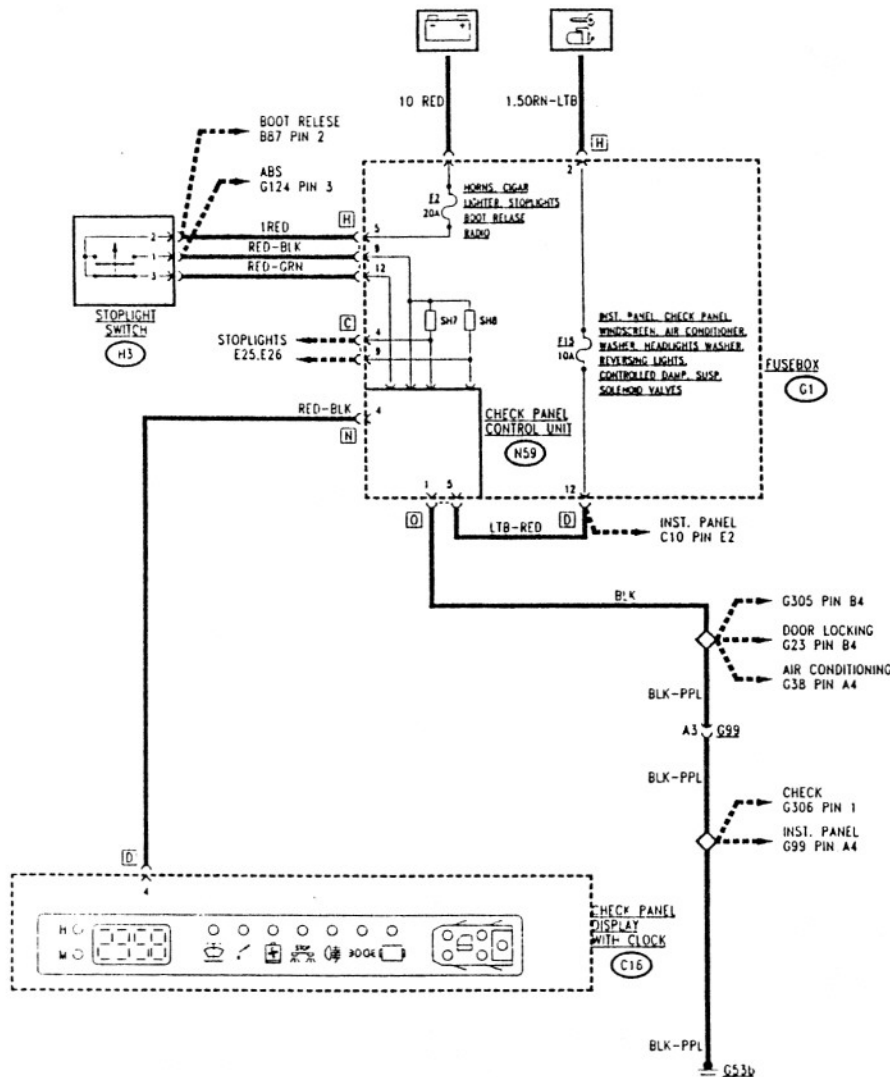 10 RED
1.5ORN-LTB
BOOT RELESE
B87 PIN 2
ABS
G124 PIN 3
H
2
F2
20A
HORNS, CIGAR
LIGHTER, STOPLIGHTS
BOOT RELASE
RADIO
H
2
1RED
5
1
RED-BLK
9
3
RED-GRN
12
STOPLIGHT
SWITCH
H3
SH7
SH8
C
STOPLIGHTS
E25,E26
4
9
F15
10A
INST. PANEL, CHECK PANEL,
WINDSCREEN, AIR CONDITIONER,
WASHER, HEADLIGHTS WASHER
REVERSING LIGHTS,
CONTROLLED DAMP. SUSP.
SOLENOID VALVES
FUSEBOX
G1
RED-BLK
4
N
CHECK PANEL
CONTROL UNIT
N59
1
5
12
O
LTB-RED
D
INST. PANEL
C10 PIN E2
BLK
G305 PIN B4
DOOR LOCKING
G23 PIN B4
AIR CONDITIONING
G38 PIN A4
BLK-PPL
A3
G99
BLK-PPL
CHECK
G306 PIN 1
INST. PANEL
G99 PIN A4
D
4
H
M
STOP
CHECK PANEL
DISPLAY
WITH CLOCK
C16
BLK-PPL
G53b